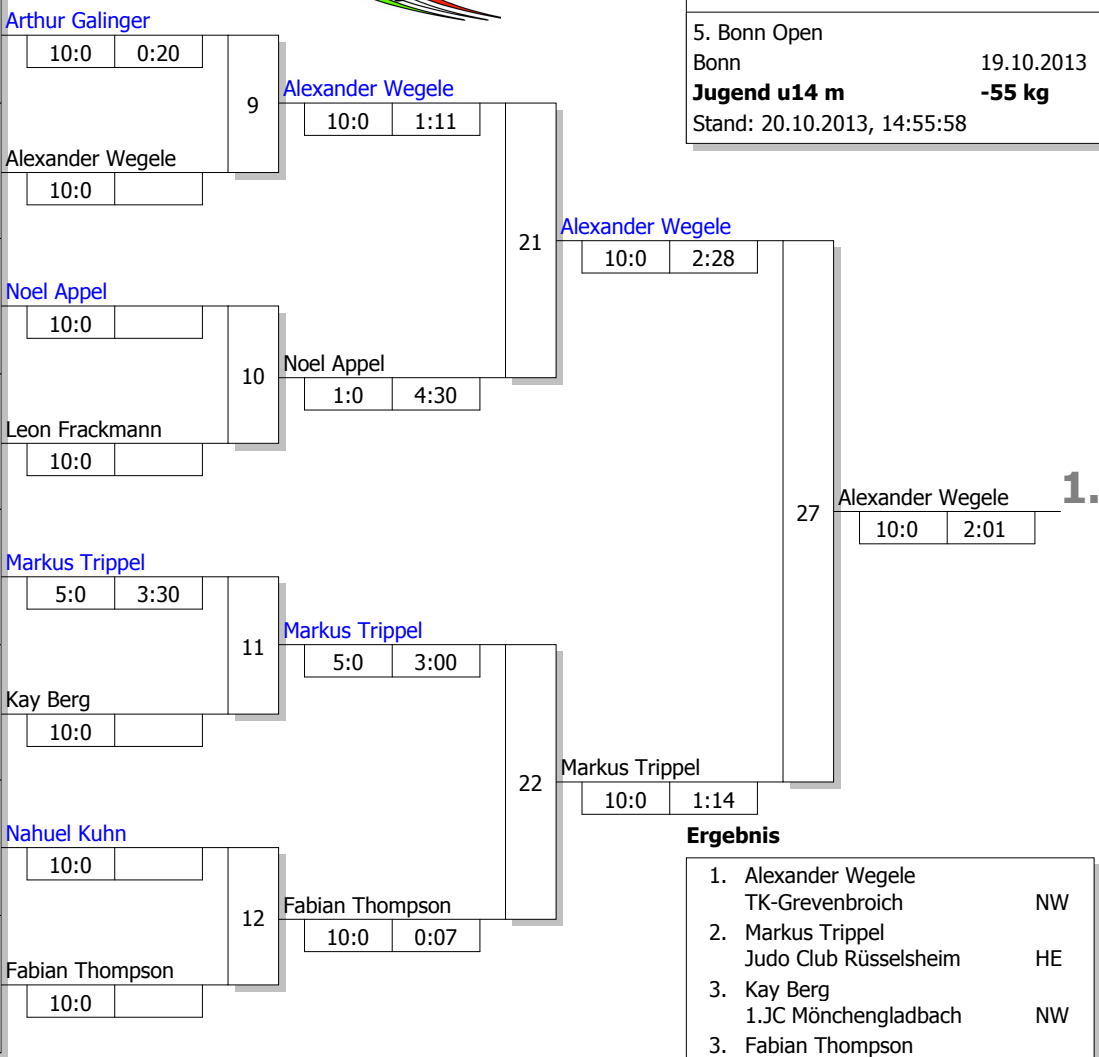 5. Bonn Open
Bonn 19.10.2013
Jugend u14 m -55 kg
Stand: 20.10.2013, 14:55:58
Arthur Galinger
10:0 0:20
9
Alexander Wegele
10:0
Alexander Wegele
10:0 1:11
Noel Appel
10:0
10
Leon Frackmann
10:0
Noel Appel
1:0 4:30
21
Alexander Wegele
10:0 2:28
Markus Trippel
5:0 3:30
11
Kay Berg
10:0
Markus Trippel
5:0 3:00
Nahuel Kuhn
10:0
12
Fabian Thompson
10:0
Fabian Thompson
10:0 0:07
22
Markus Trippel
10:0 1:14
27
Alexander Wegele 1.
10:0 2:01
Ergebnis
1. Alexander Wegele
TK-Grevenbroich NW
2. Markus Trippel
Judo Club Rüsselsheim HE
3. Kay Berg
1.JC Mönchengladbach NW
3. Fabian Thompson